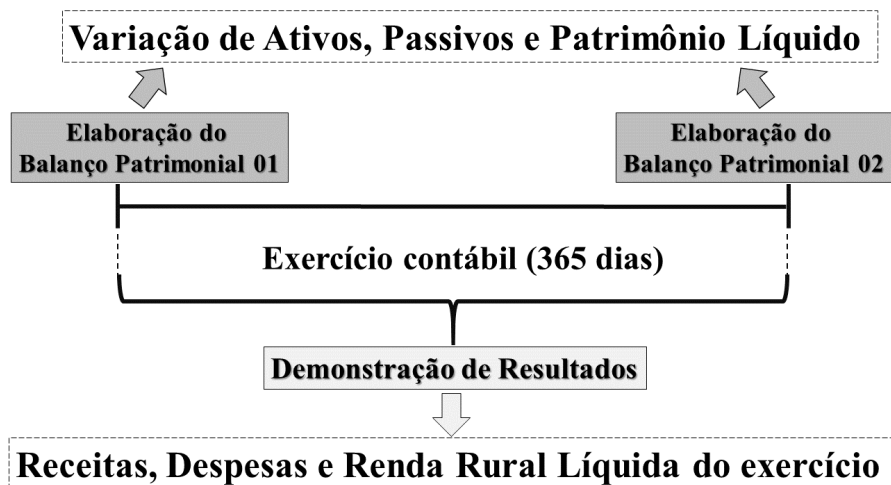 Variação de Ativos, Passivos e Patrimônio Líquido
Elaboração do
Balanço Patrimonial 01
Elaboração do
Balanço Patrimonial 02
Exercício contábil (365 dias)
Demonstração de Resultados
Receitas, Despesas e Renda Rural Líquida do exercício